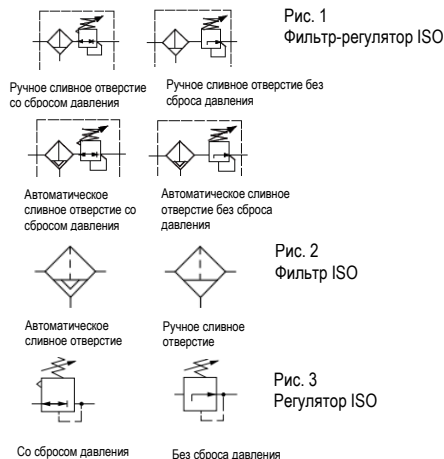 Рис. 1
Фильтр-регулятор ISO
Ручное сливное отверстие
со сбросом давления
Ручное сливное отверстие без
сброса давления
Автоматическое
сливное отверстие со
сбросом давления
Автоматическое сливное
отверстие без сброса
давления
Рис. 2
Фильтр ISO
Автоматическое
сливное отверстие
Ручное сливное
отверстие
Рис. 3
Регулятор ISO
Со сбросом давления
Без сброса давления